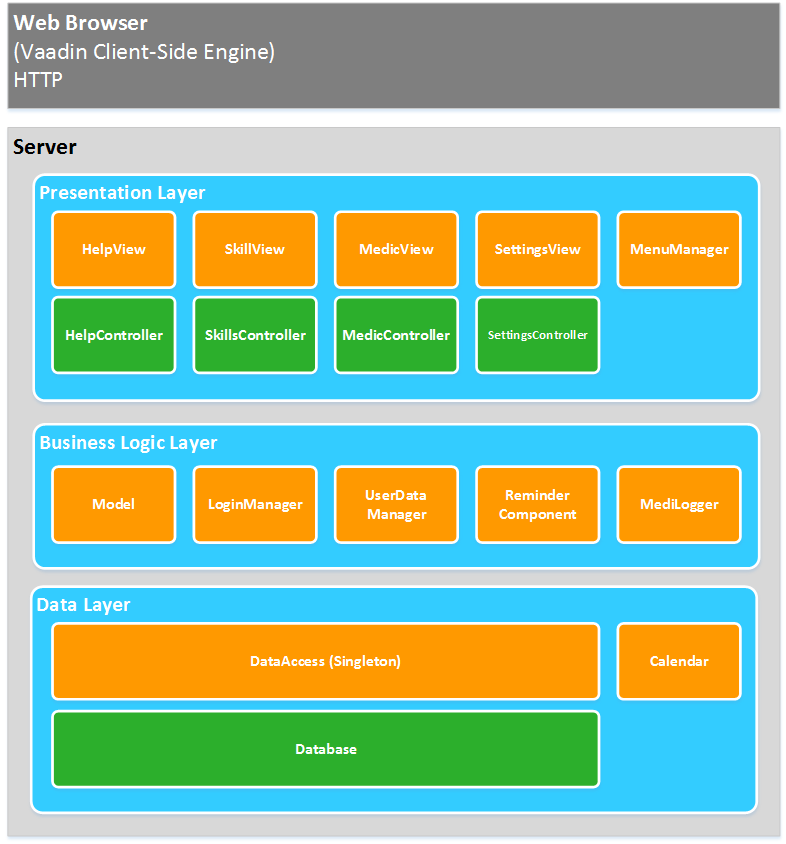 Web Browser
(Vaadin Client-Side Engine)
HTTP
Server
Presentation Layer
HelpView
SkillView
MedicView
SettingsView
MenuManager
HelpController
SkillsController
MedicController
SettingsController
Business Logic Layer
Model
LoginManager
UserData
Manager
Reminder
Component
MediLogger
Data Layer
DataAccess (Singleton)
Calendar
Database